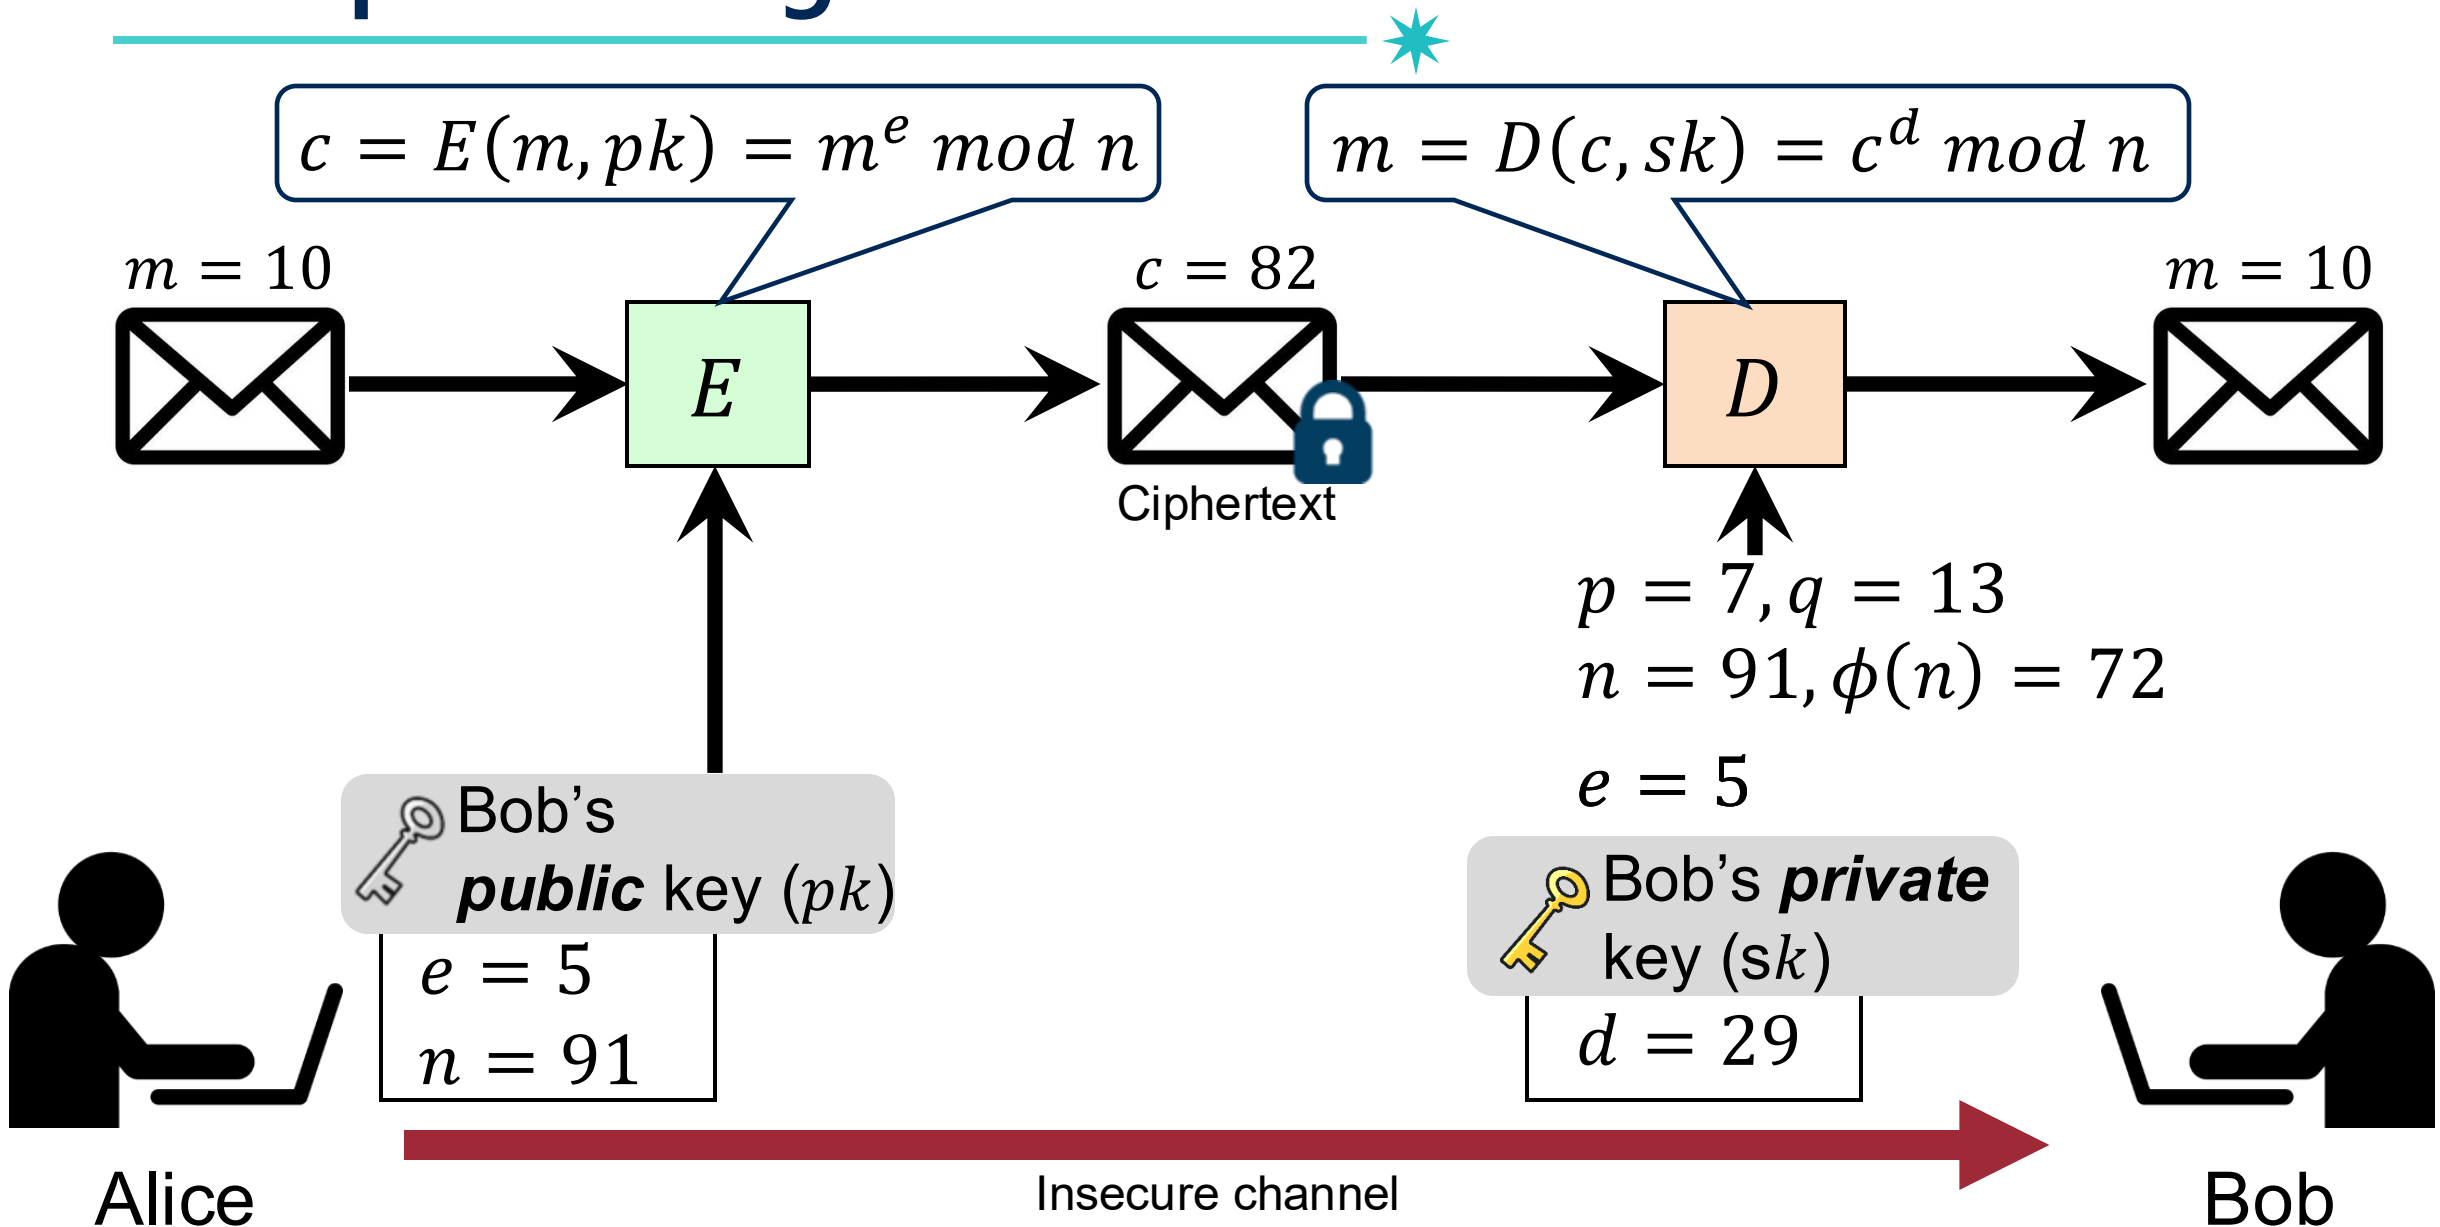 c = E(m, pk) = m^e mod n
m = D(c, sk) = c^d mod n
m = 10
c = 82
m = 10
E
D
Ciphertext
p = 7, q = 13
n = 91, ϕ(n) = 72
e = 5
Bob’s
public key (pk)
e = 5
n = 91
Bob’s private
key (sk)
d = 29
Insecure channel
Alice
Bob